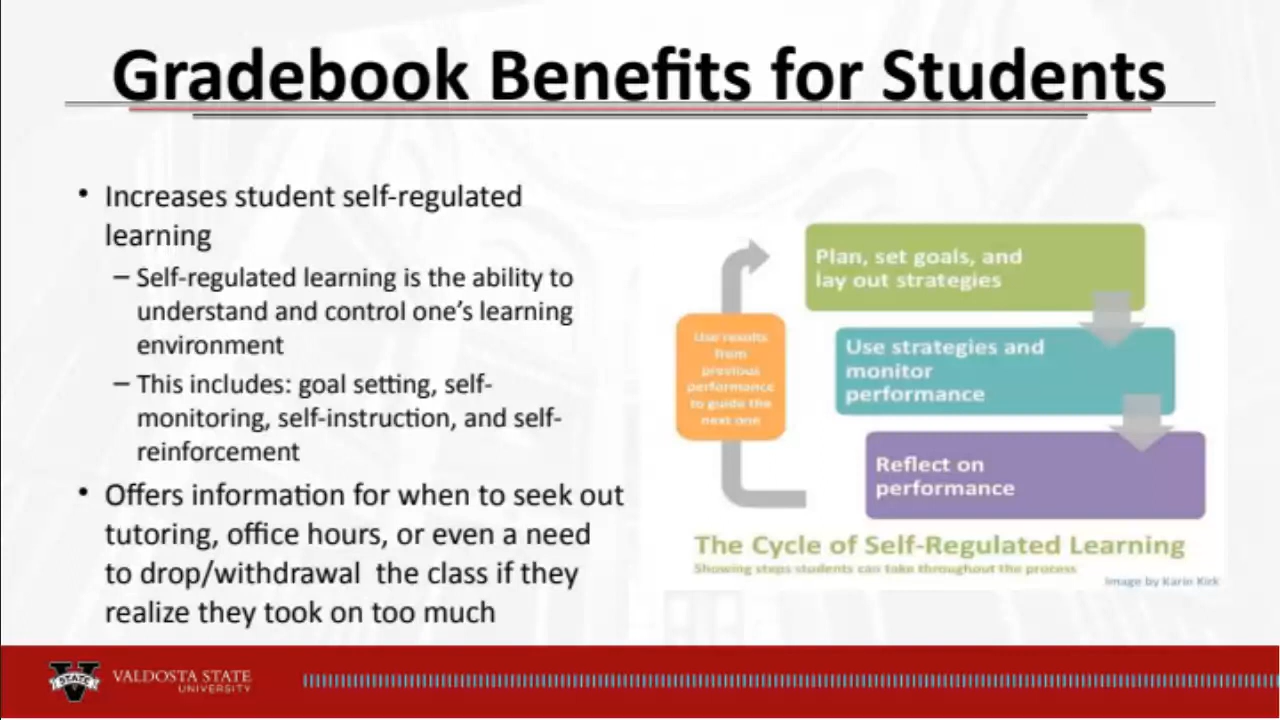 Gradebook Benefits for Students
• Increases student self-regulated
learning
– Self-regulated learning is the ability to
understand and control one’s learning
environment
– This includes: goal setting, self-
monitoring, self-instruction, and self-
reinforcement
• Offers information for when to seek out
tutoring, office hours, or even a need
to drop/withdrawal  the class if they
realize they took on too much
Plan, set goals, and
lay out strategies
Use strategies and
monitor
performance
Reflect on
performance
Use results
from
previous
performance
to guide the
next one
The Cycle of Self-Regulated Learning
Showing steps students can take throughout the process
Image by Karin Kirk
V
STATE
VALDOSTA STATE
UNIVERSITY